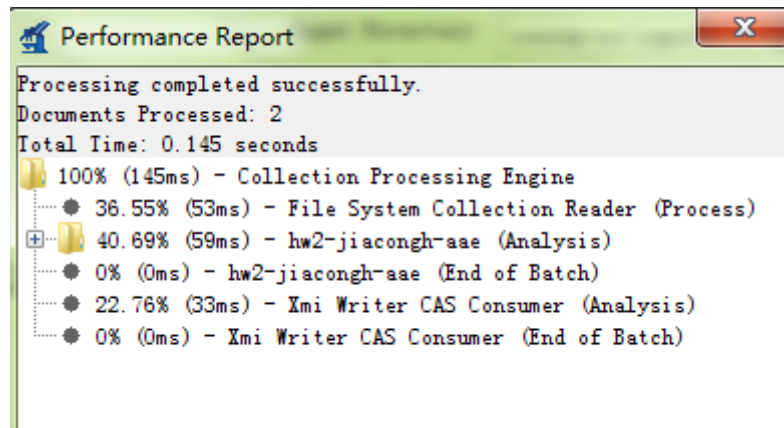 Performance Report
Processing completed successfully.
Documents Processed: 2
Total Time: 0.145 seconds
100% (145ms) - Collection Processing Engine
36.55% (53ms) - File System Collection Reader (Process)
40.69% (59ms) - hw2-jiacongh-aae (Analysis)
0% (0ms) - hw2-jiacongh-aae (End of Batch)
22.76% (33ms) - Xmi Writer CAS Consumer (Analysis)
0% (0ms) - Xmi Writer CAS Consumer (End of Batch)